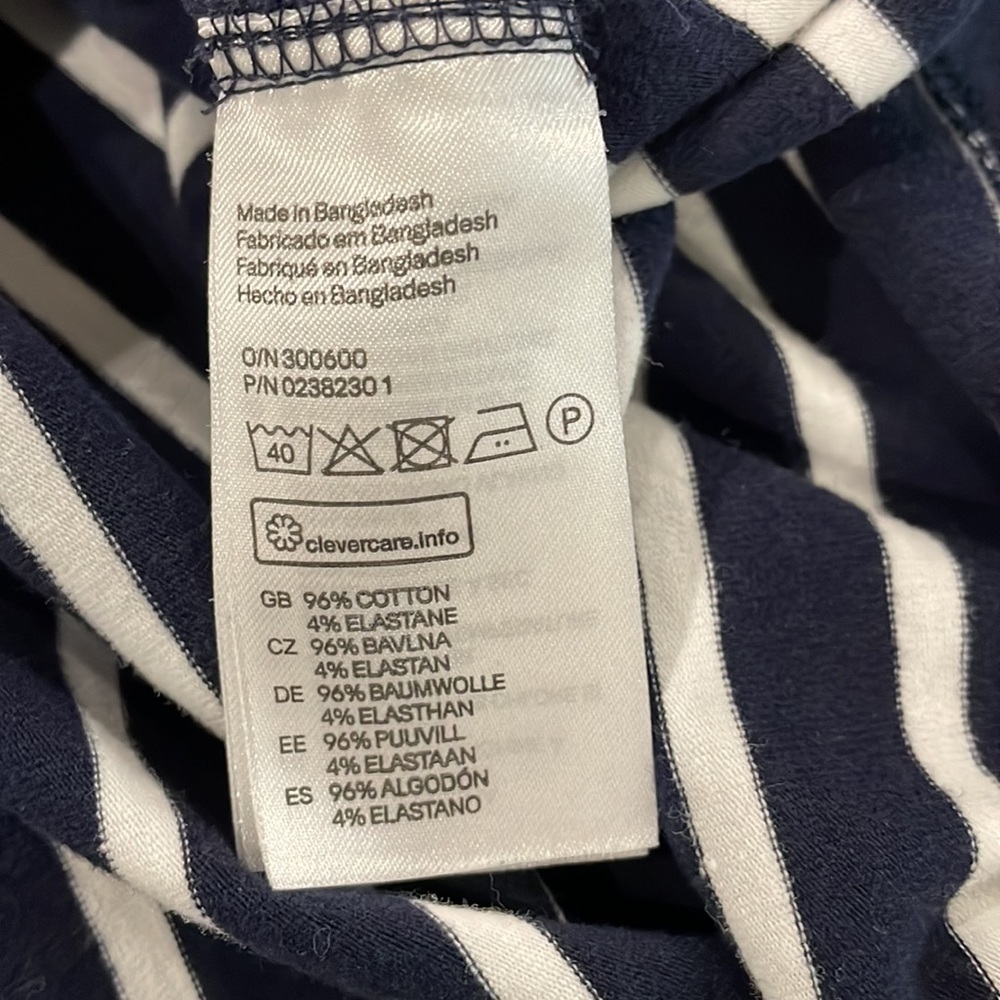 Made in Bangladesh
Fabricado em Bangladesh
Fabriqué en Bangladesh
Hecho en Bangladesh
O/N 300600
P/N 02382301
40 P
clevercare.info
GB 96% COTTON
4% ELASTANE
CZ 96% BAVLNA
4% ELASTAN
DE 96% BAUMWOLLE
4% ELASTHAN
EE 96% PUUVILL
4% ELASTAAN
ES 96% ALGODÓN
4% ELASTANO